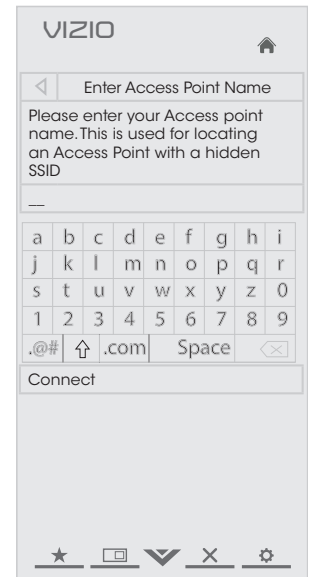 VIZIO
Enter Access Point Name
Please enter your Access point
name. This is used for locating
an Access Point with a hidden
SSID
__
a b c d e f g h i
j k l m n o p q r
s t u v w x y z 0
1 2 3 4 5 6 7 8 9
.@# .com Space
Connect